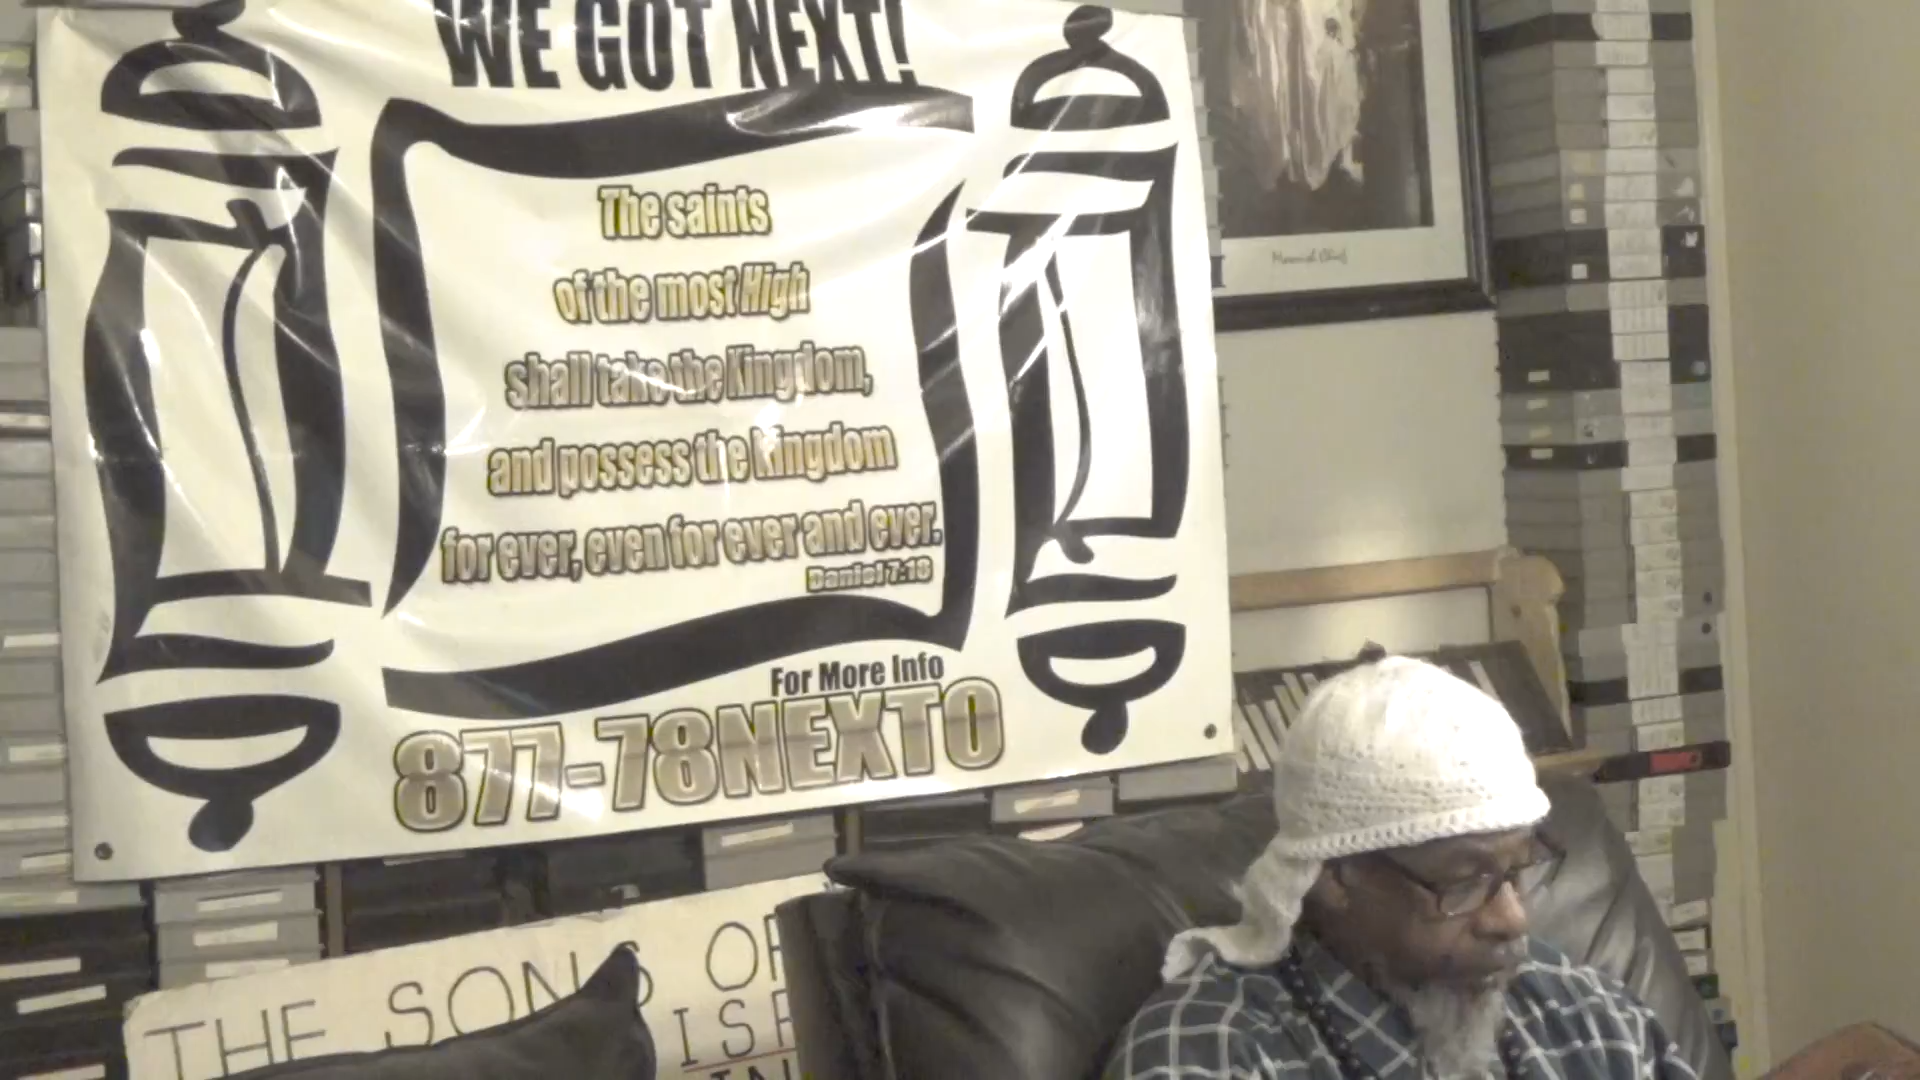 WE GOT NEXT!
The saints
of the most High
shall take the Kingdom,
and possess the kingdom
for ever, even for ever and ever.
Daniel 7:18
For More Info
877-78NEXTO
THE SONS OF
ISR
IN